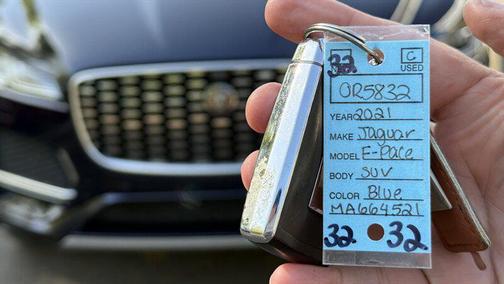 32 C
USED
OR5832
YEAR 2021
MAKE Jaguar
MODEL E-Pace
BODY SUV
COLOR Blue
MA664521
32 32